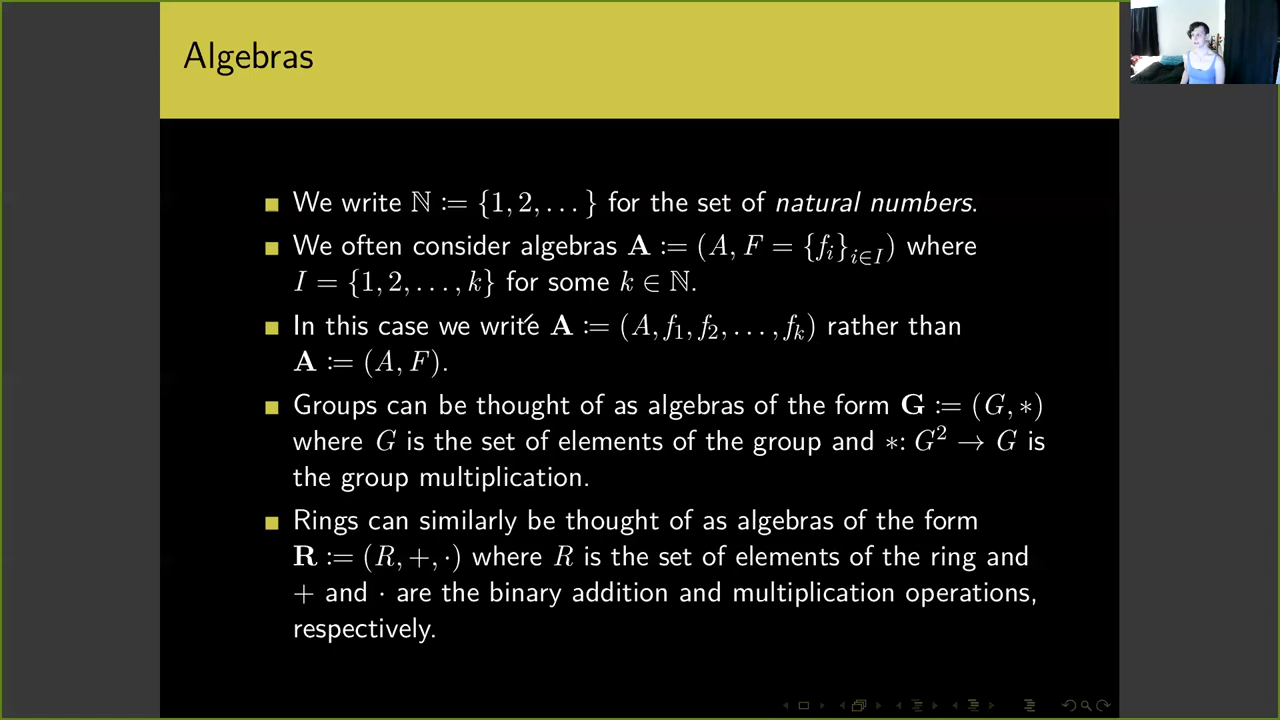 Algebras
We write ℕ := {1, 2, . . . } for the set of natural numbers.
We often consider algebras A := (A, F = {fᵢ}ᵢ∈I) where
I = {1, 2, . . . , k} for some k ∈ ℕ.
In this case we write A := (A, f₁, f₂, . . . , fₖ) rather than
A := (A, F).
Groups can be thought of as algebras of the form G := (G, ∗)
where G is the set of elements of the group and ∗: G² → G is
the group multiplication.
Rings can similarly be thought of as algebras of the form
R := (R, +, ·) where R is the set of elements of the ring and
+ and · are the binary addition and multiplication operations,
respectively.